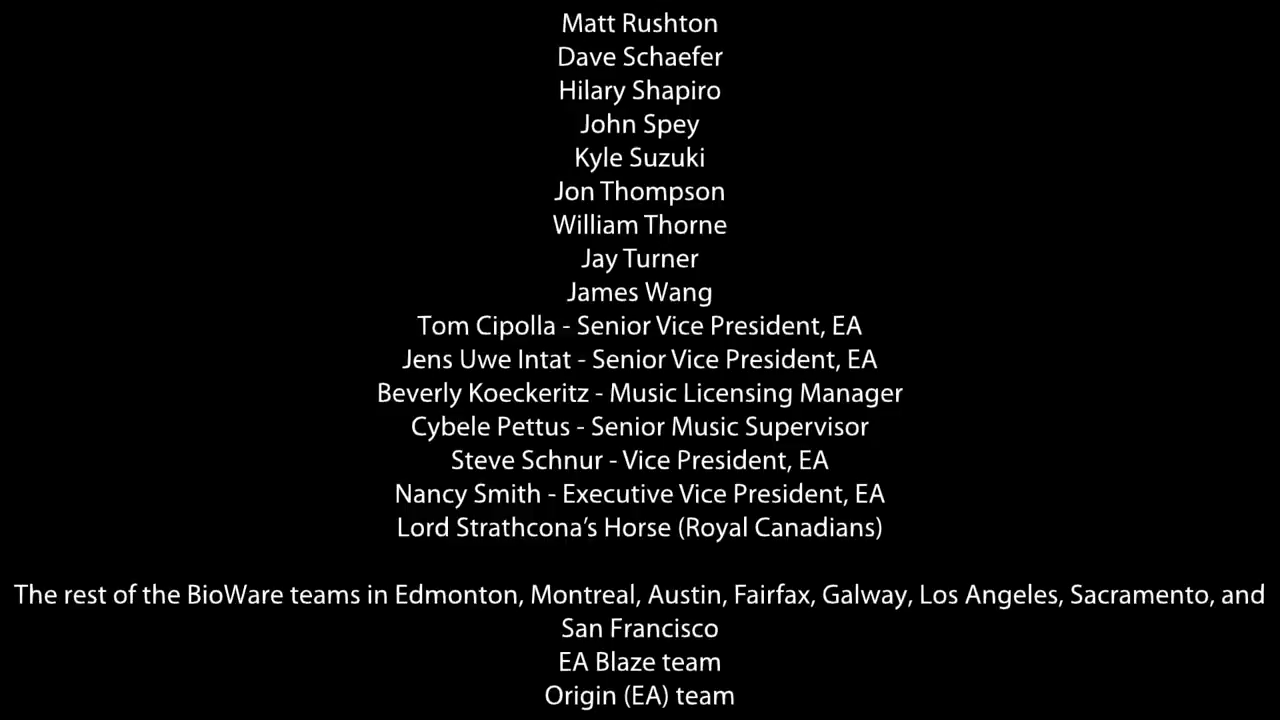 Matt Rushton
Dave Schaefer
Hilary Shapiro
John Spey
Kyle Suzuki
Jon Thompson
William Thorne
Jay Turner
James Wang
Tom Cipolla - Senior Vice President, EA
Jens Uwe Intat - Senior Vice President, EA
Beverly Koeckeritz - Music Licensing Manager
Cybele Pettus - Senior Music Supervisor
Steve Schnur - Vice President, EA
Nancy Smith - Executive Vice President, EA
Lord Strathcona’s Horse (Royal Canadians)
The rest of the BioWare teams in Edmonton, Montreal, Austin, Fairfax, Galway, Los Angeles, Sacramento, and
San Francisco
EA Blaze team
Origin (EA) team